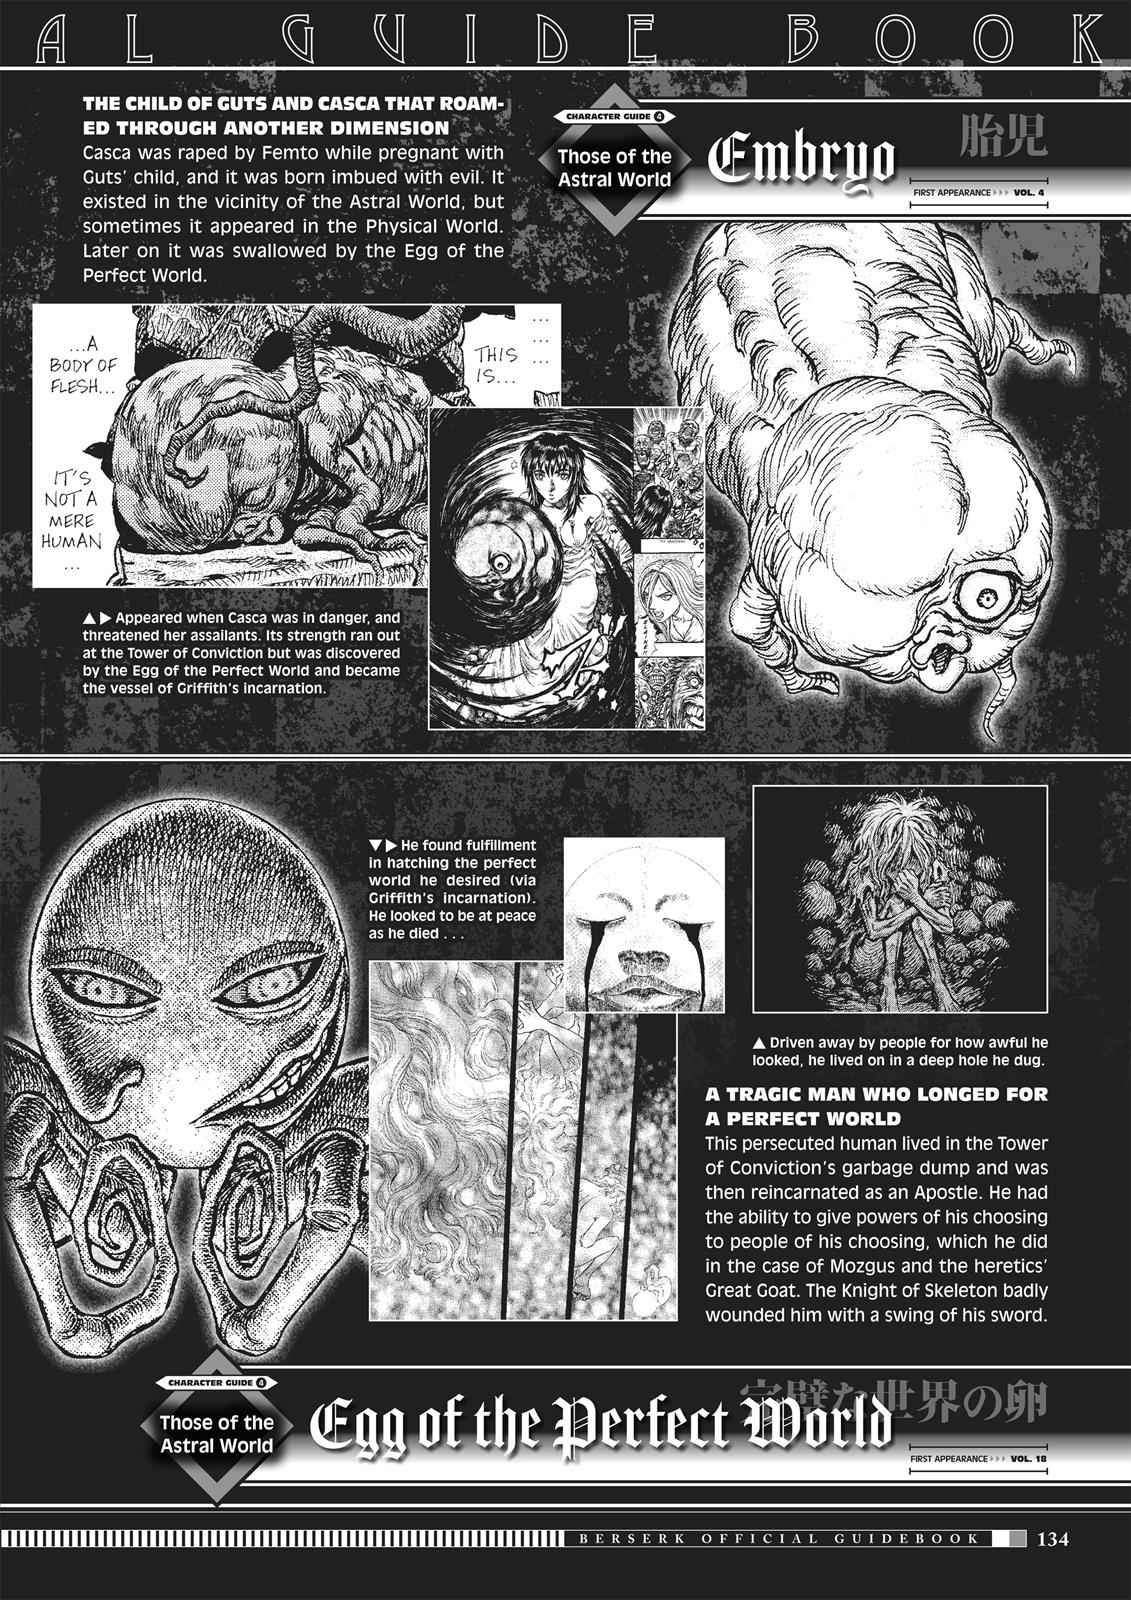 AL GUIDE BOOK
THE CHILD OF GUTS AND CASCA THAT ROAM-
ED THROUGH ANOTHER DIMENSION
Casca was raped by Femto while pregnant with
Guts' child, and it was born imbued with evil. It
existed in the vicinity of the Astral World, but
sometimes it appeared in the Physical World.
Later on it was swallowed by the Egg of the
Perfect World.
CHARACTER GUIDE 4
Those of the
Astral World
Embryo
胎児
FIRST APPEARANCE ▷▷▷ VOL. 4
...A
BODY OF
FLESH...
THIS
IS...
...
...
...
IT'S
NOT A
MERE
HUMAN
...
▲▶ Appeared when Casca was in danger, and
threatened her assailants. Its strength ran out
at the Tower of Conviction but was discovered
by the Egg of the Perfect World and became
the vessel of Griffith's incarnation.
▼▶ He found fulfillment
in hatching the perfect
world he desired (via
Griffith's incarnation).
He looked to be at peace
as he died . . .
▲ Driven away by people for how awful he
looked, he lived on in a deep hole he dug.
A TRAGIC MAN WHO LONGED FOR
A PERFECT WORLD
This persecuted human lived in the Tower
of Conviction's garbage dump and was
then reincarnated as an Apostle. He had
the ability to give powers of his choosing
to people of his choosing, which he did
in the case of Mozgus and the heretics'
Great Goat. The Knight of Skeleton badly
wounded him with a swing of his sword.
CHARACTER GUIDE 4
Those of the
Astral World
Egg of the Perfect World
完璧な世界の卵
FIRST APPEARANCE ▷▷▷ VOL. 18
BERSERK OFFICIAL GUIDEBOOK
134